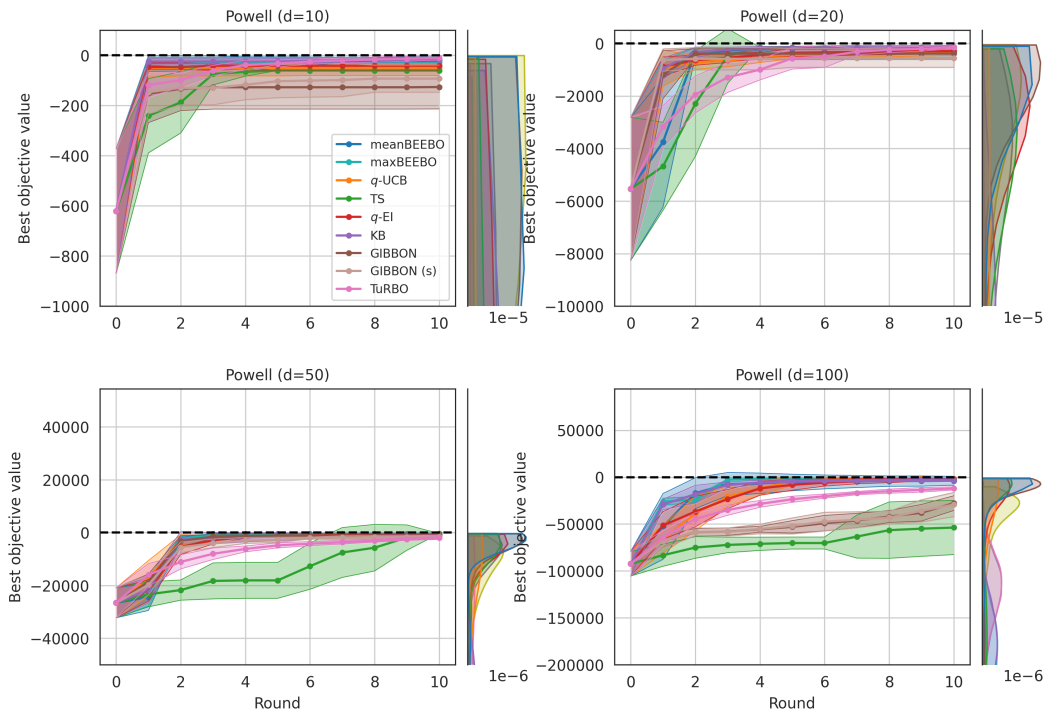 Powell (d=10)
Best objective value
0
−200
−400
−600
−800
−1000
0 2 4 6 8 10
1e−5
meanBEEBO
maxBEEBO
q-UCB
TS
q-EI
KB
GIBBON
GIBBON (s)
TuRBO
Powell (d=20)
Best objective value
0
−2000
−4000
−6000
−8000
−10000
0 2 4 6 8 10
1e−5
Powell (d=50)
Best objective value
40000
20000
0
−20000
−40000
0 2 4 6 8 10
Round
1e−6
Powell (d=100)
Best objective value
50000
0
−50000
−100000
−150000
−200000
0 2 4 6 8 10
Round
1e−6